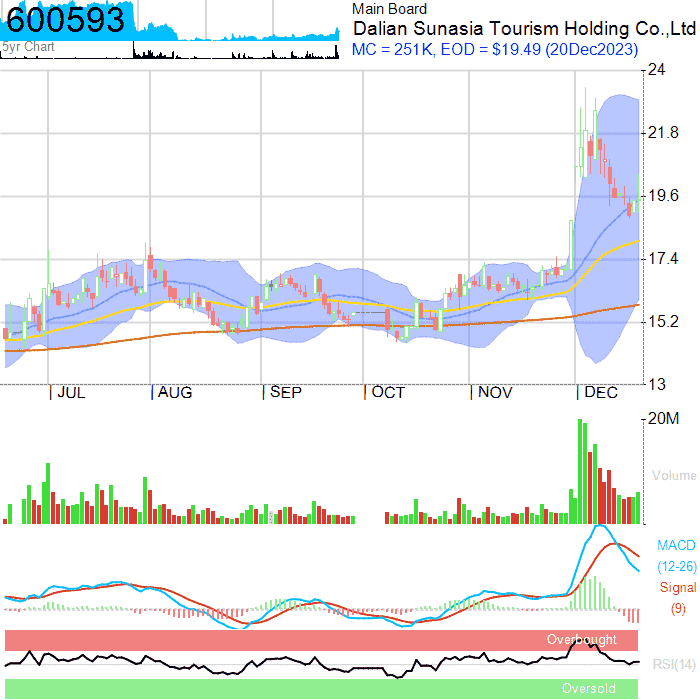 600593
5yr Chart
Main Board
Dalian Sunasia Tourism Holding Co.,Ltd
MC = 251K, EOD = $19.49 (20Dec2023)
24
21.8
19.6
17.4
15.2
13
JUL AUG SEP OCT NOV DEC
20M
Volume
MACD
(12-26)
Signal
(9)
Overbought
RSI(14)
Oversold